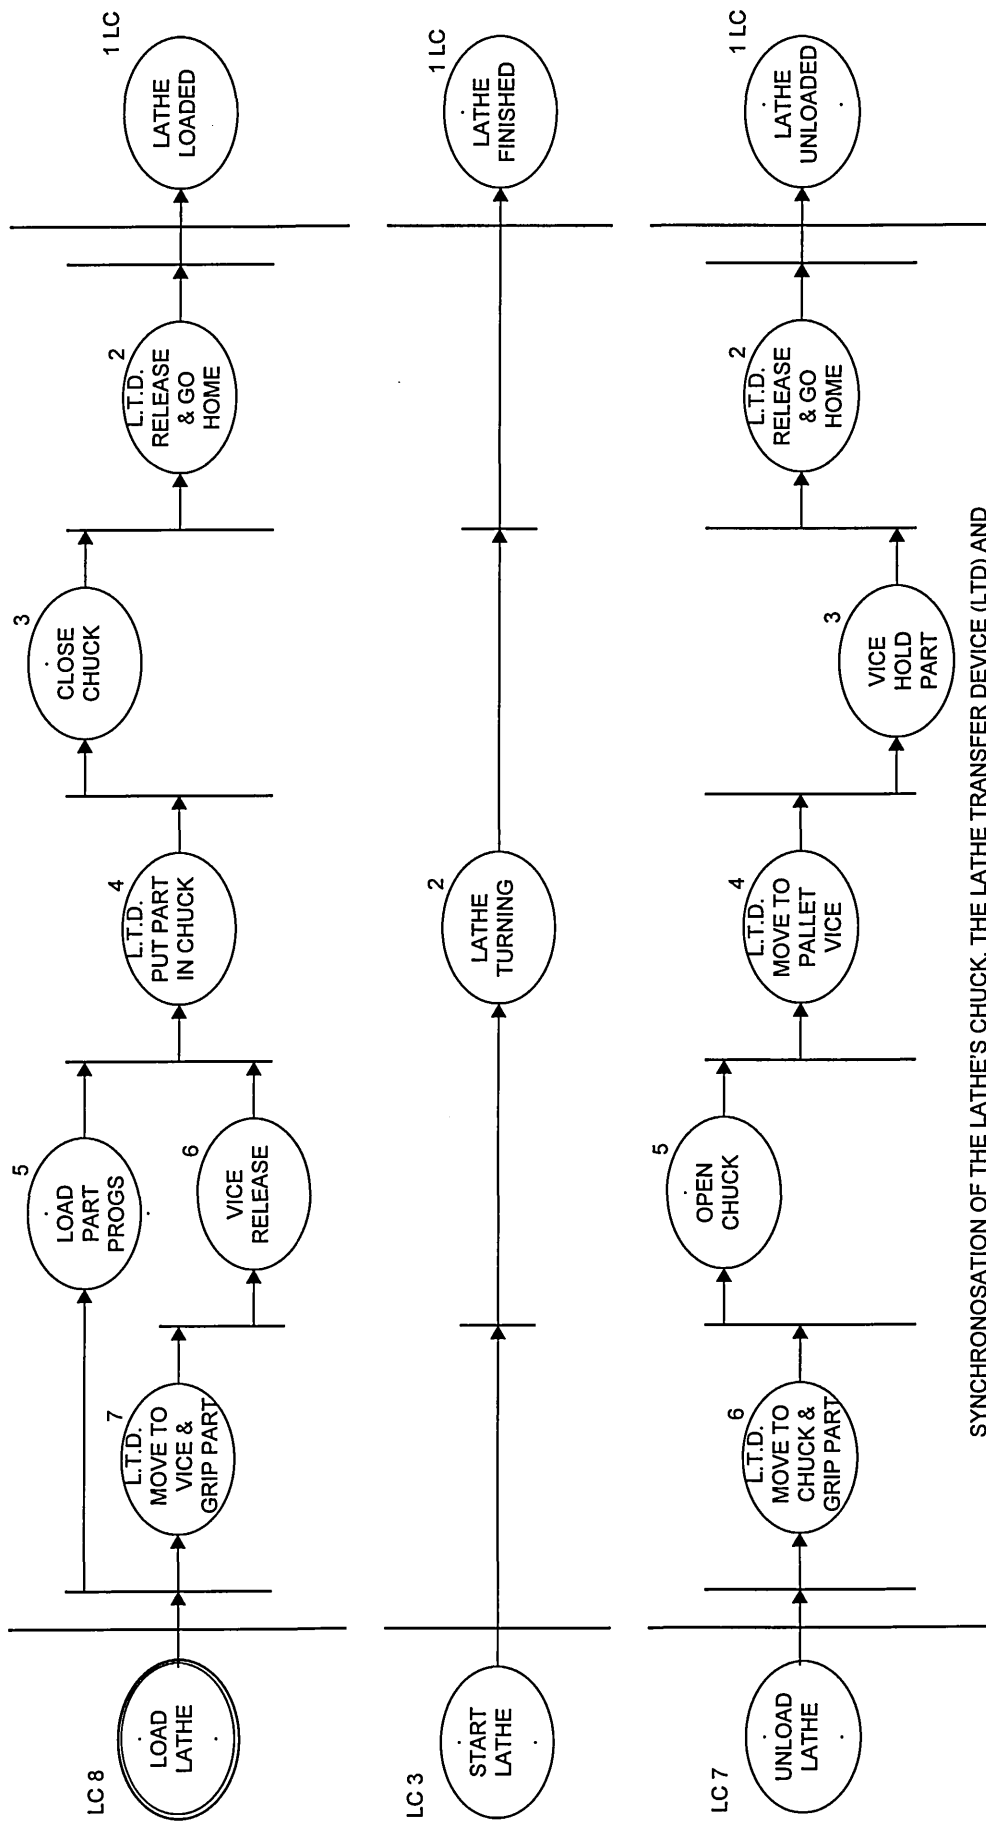 LC 8
LOAD
LATHE
7
L.T.D.
MOVE TO
VICE &
GRIP PART
5
LOAD
PART
PROGS
6
VICE
RELEASE
4
L.T.D.
PUT PART
IN CHUCK
3
CLOSE
CHUCK
2
L.T.D.
RELEASE
& GO
HOME
1 LC
LATHE
LOADED
LC 3
START
LATHE
2
LATHE
TURNING
1 LC
LATHE
FINISHED
LC 7
UNLOAD
LATHE
6
L.T.D.
MOVE TO
CHUCK &
GRIP PART
5
OPEN
CHUCK
4
L.T.D.
MOVE TO
PALLET
VICE
3
VICE
HOLD
PART
2
L.T.D.
RELEASE
& GO
HOME
1 LC
LATHE
UNLOADED
SYNCHRONOSATION OF THE LATHE'S CHUCK, THE LATHE TRANSFER DEVICE (LTD) AND